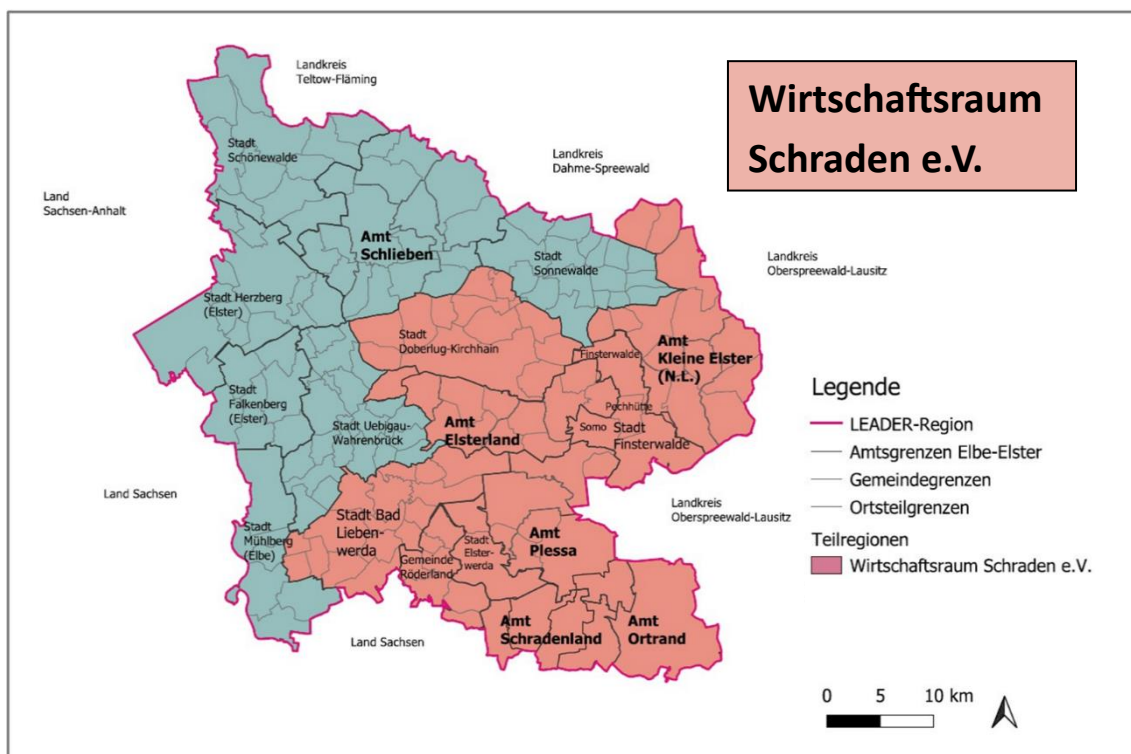 Wirtschaftsraum
Schraden e.V.
Landkreis
Teltow-Fläming
Stadt
Schönewalde
Landkreis
Dahme-Spreewald
Land
Sachsen-Anhalt
Amt
Schlieben
Stadt
Sonnewalde
Landkreis
Oberspreewald-Lausitz
Stadt Herzberg
(Elster)
Stadt
Doberlug-Kirchhain
Finsterwalde
Amt
Kleine Elster
(N.L.)
Stadt
Falkenberg
(Elster)
Stadt Uebigau-
Wahrenbrück
Amt
Elsterland
Pechhütte
Sorno
Stadt
Finsterwalde
Legende
LEADER-Region
Amtsgrenzen Elbe-Elster
Gemeindegrenzen
Ortsteilgrenzen
Teilregionen
Wirtschaftsraum Schraden e.V.
Land Sachsen
Landkreis
Oberspreewald-Lausitz
Stadt
Mühlberg
(Elbe)
Stadt Bad
Lieben-
werda
Gemeinde
Röderland
Stadt
Elster-
werda
Amt
Plessa
Land Sachsen
Amt
Schradenland
Amt
Ortrand
0 5 10 km